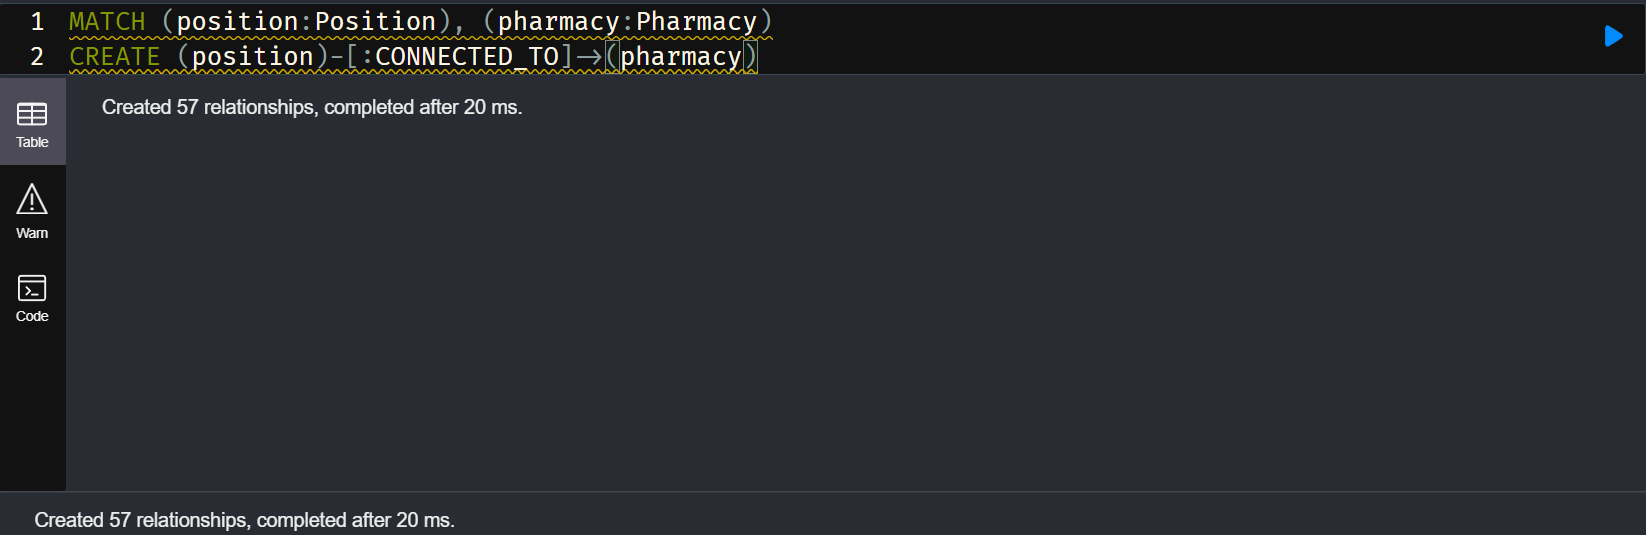 1 MATCH (position:Position), (pharmacy:Pharmacy)
2 CREATE (position)-[:CONNECTED_TO]->(pharmacy)
Table
Created 57 relationships, completed after 20 ms.
Warn
Code
Created 57 relationships, completed after 20 ms.